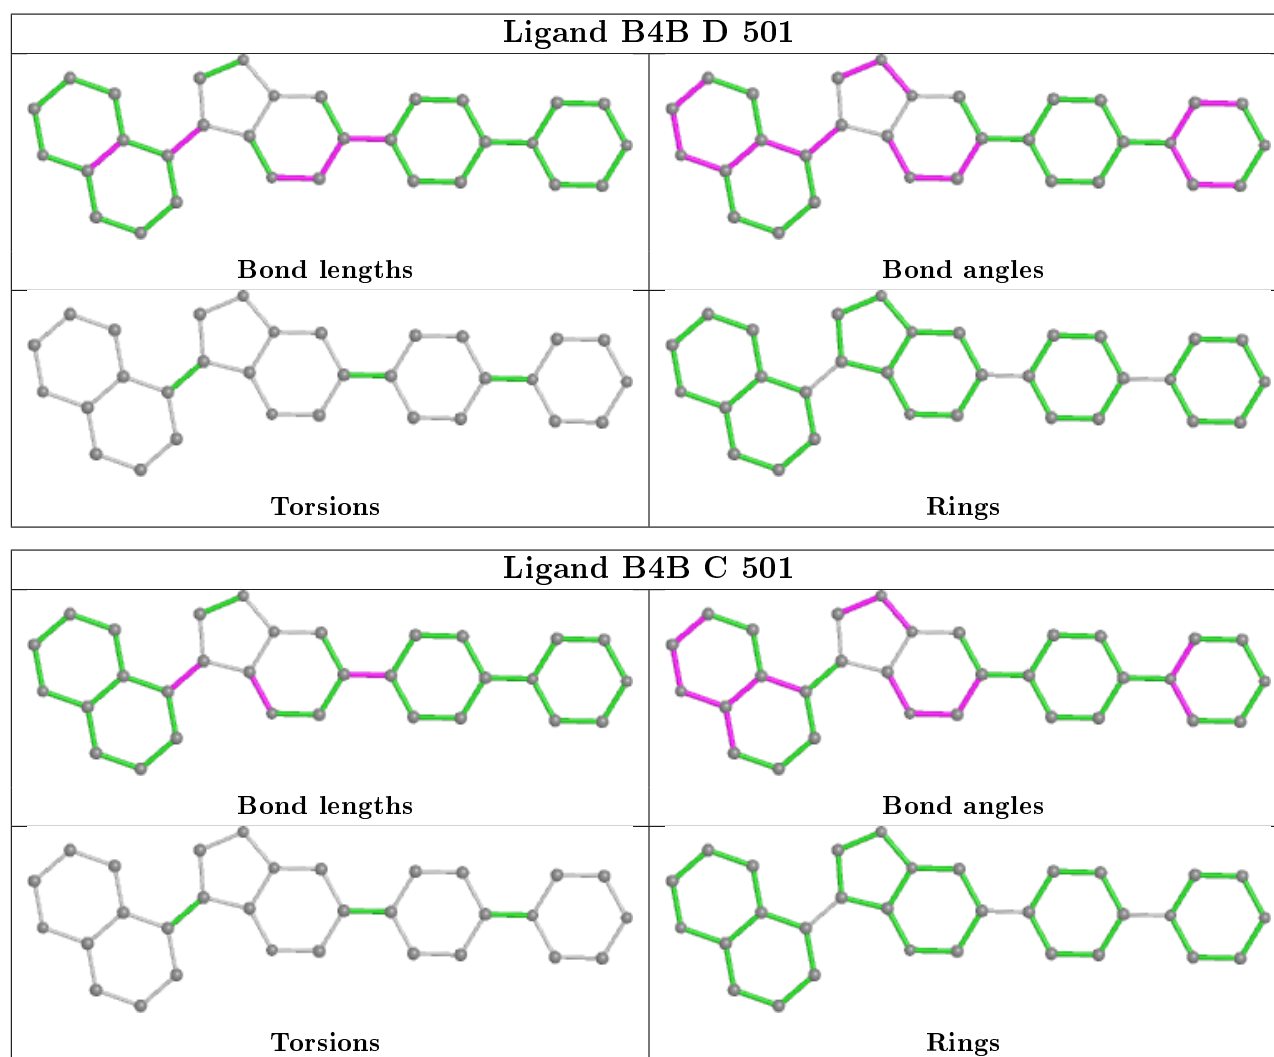 Ligand B4B D 501
Bond lengths
Bond angles
Torsions
Rings
Ligand B4B C 501
Bond lengths
Bond angles
Torsions
Rings